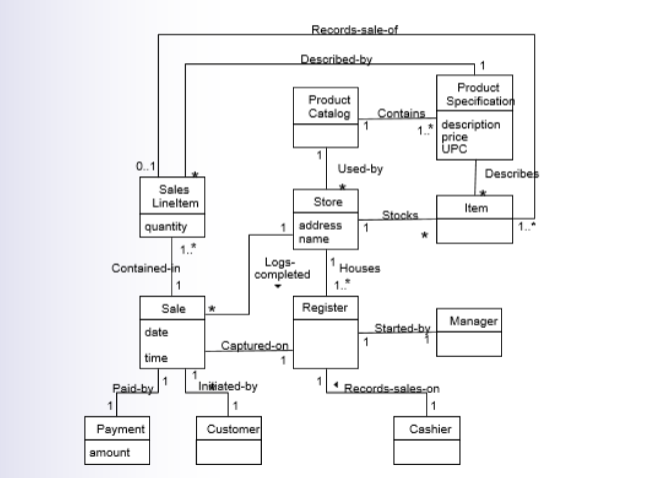 Records-sale-of
Described-by
1
Product
Specification
description
price
UPC
Product
Catalog
Contains
1
1..*
0..1
*
1
Used-by
*
Describes
*
Sales
LineItem
quantity
Store
address
name
Stocks
1
*
Item
1..*
1..*
1
Contained-in
1
Logs-
completed
1
Houses
1..*
Sale
date
time
*
Register
Started-by
1
1
Manager
Captured-on
1
1
Paid-by
1
1
Initiated-by
1
1
Records-sales-on
1
Payment
amount
Customer
Cashier